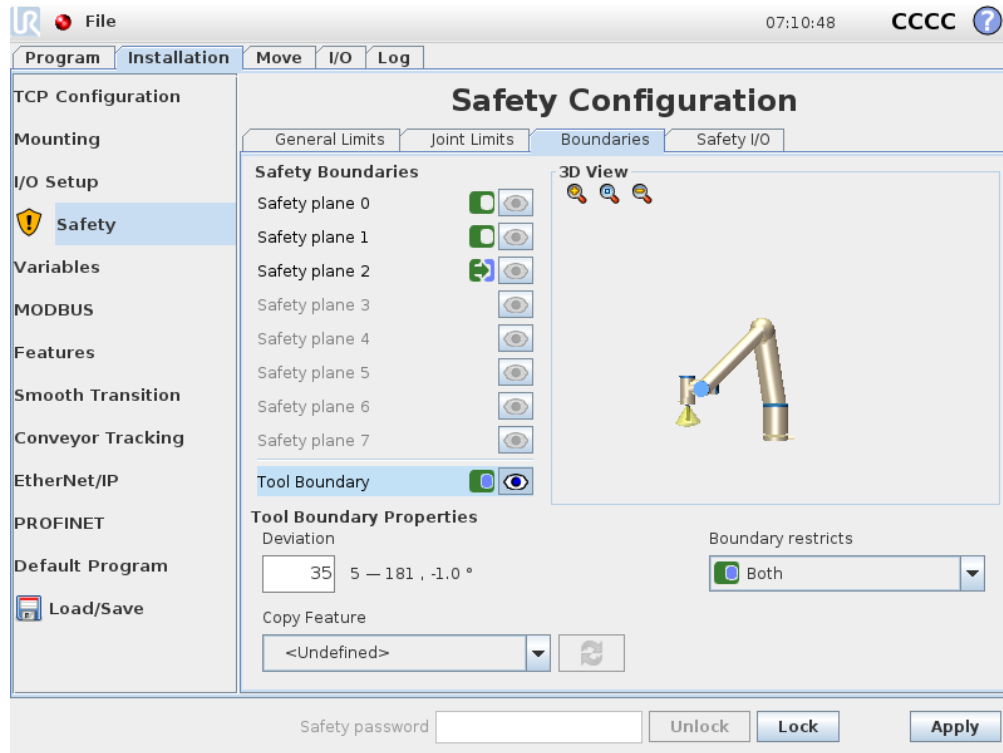 UR File 07:10:48 CCCC ?
Program Installation Move I/O Log
TCP Configuration
Mounting
I/O Setup
Safety
Variables
MODBUS
Features
Smooth Transition
Conveyor Tracking
EtherNet/IP
PROFINET
Default Program
Load/Save
Safety Configuration
General Limits Joint Limits Boundaries Safety I/O
Safety Boundaries
Safety plane 0
Safety plane 1
Safety plane 2
Safety plane 3
Safety plane 4
Safety plane 5
Safety plane 6
Safety plane 7
Tool Boundary
3D View
Tool Boundary Properties
Deviation
35 5 — 181 , -1.0 °
Boundary restricts
Both
Copy Feature
<Undefined>
Safety password Unlock Lock Apply